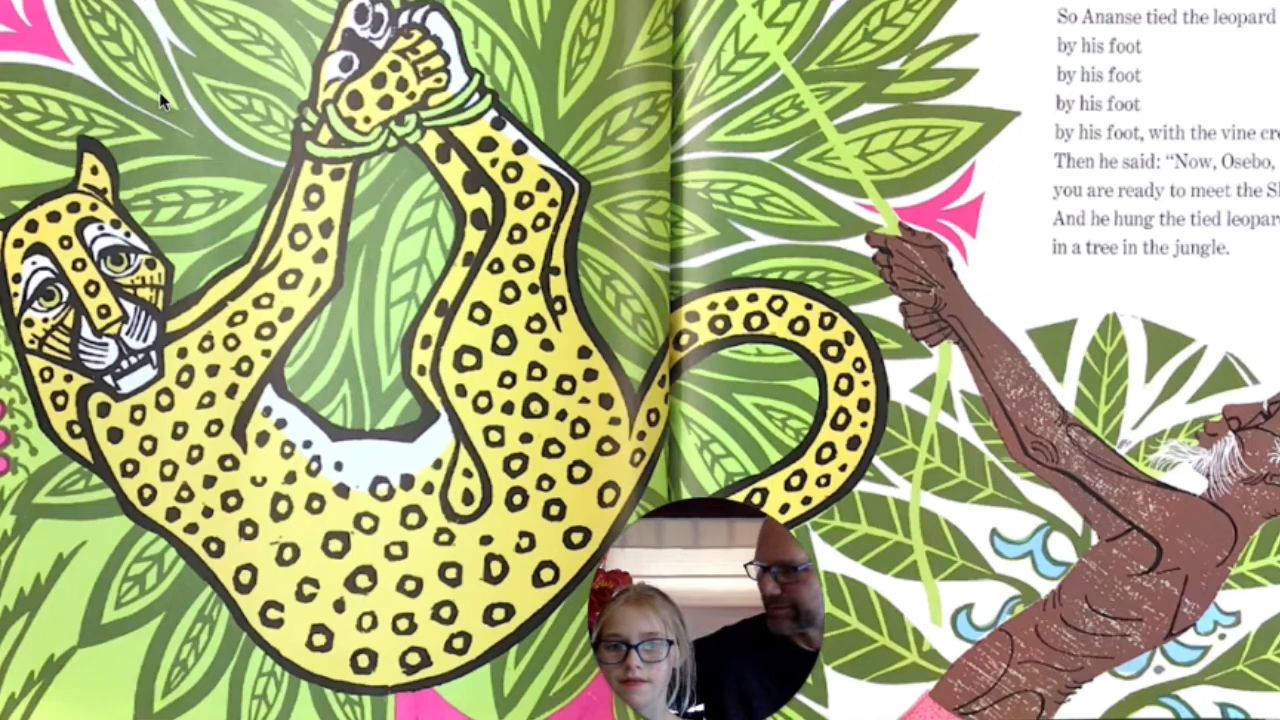 So Ananse tied the leopard
by his foot
by his foot
by his foot
by his foot, with the vine
Then he said: “Now, Osebo,
you are ready to meet the
And he hung the tied leopar
in a tree in the jungle.